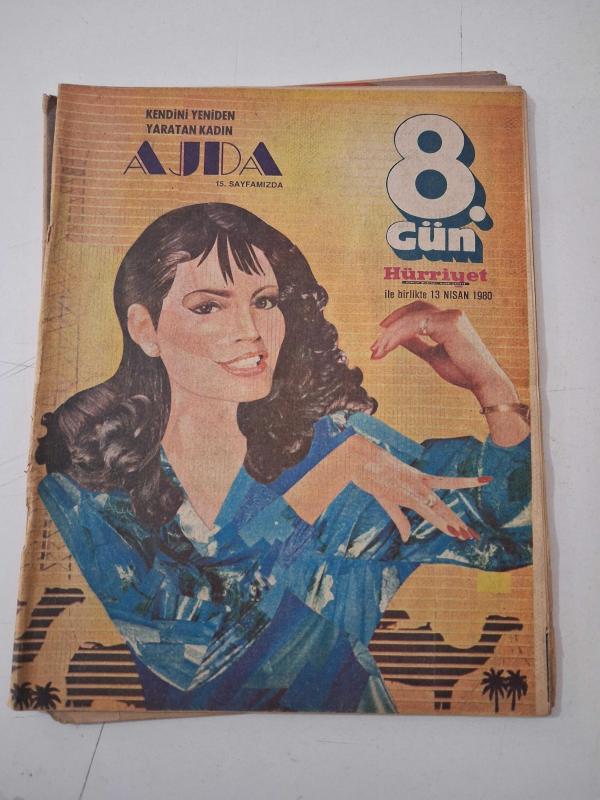 KENDİNİ YENİDEN
YARATAN KADIN
AJDA
15. SAYFAMIZDA
8.
Gün
Hürriyet
ile birlikte 13 NİSAN 1980